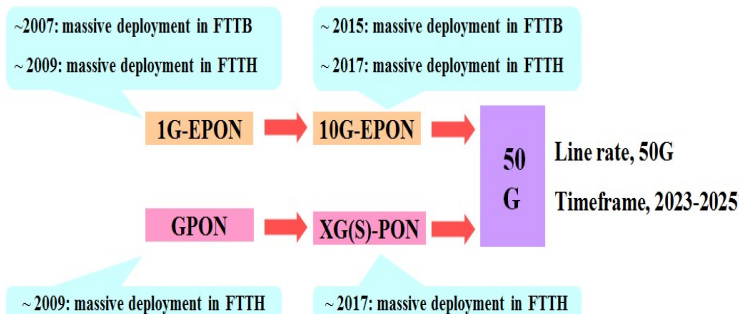 ~2007: massive deployment in FTTB
~ 2009: massive deployment in FTTH
~ 2015: massive deployment in FTTB
~ 2017: massive deployment in FTTH
1G-EPON
10G-EPON
50
G
Line rate, 50G
Timeframe, 2023-2025
GPON
XG(S)-PON
~ 2009: massive deployment in FTTH
~ 2017: massive deployment in FTTH